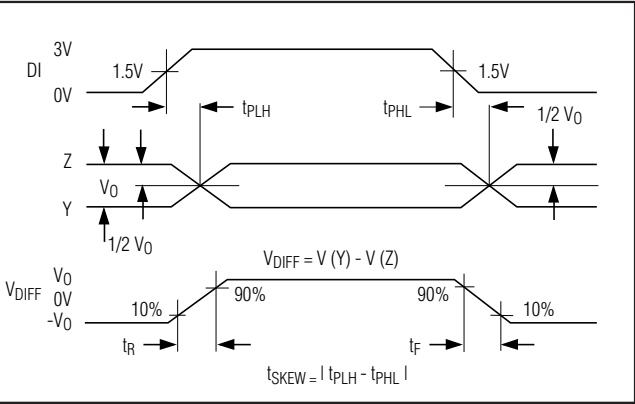 3V
DI
1.5V
1.5V
0V
tPLH
tPHL
1/2 VO
Z
VO
Y
1/2 VO
VDIFF = V (Y) - V (Z)
VO
VDIFF
0V
-VO
10%
90%
90%
10%
tR
tF
tSKEW = | tPLH - tPHL |